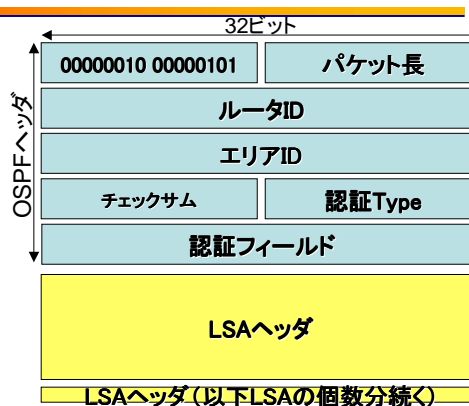 32ビット
00000010 00000101 パケット長
ルータID
OSPFヘッダ
エリアID
チェックサム 認証Type
認証フィールド
LSAヘッダ
LSAヘッダ(以下LSAの個数分続く)